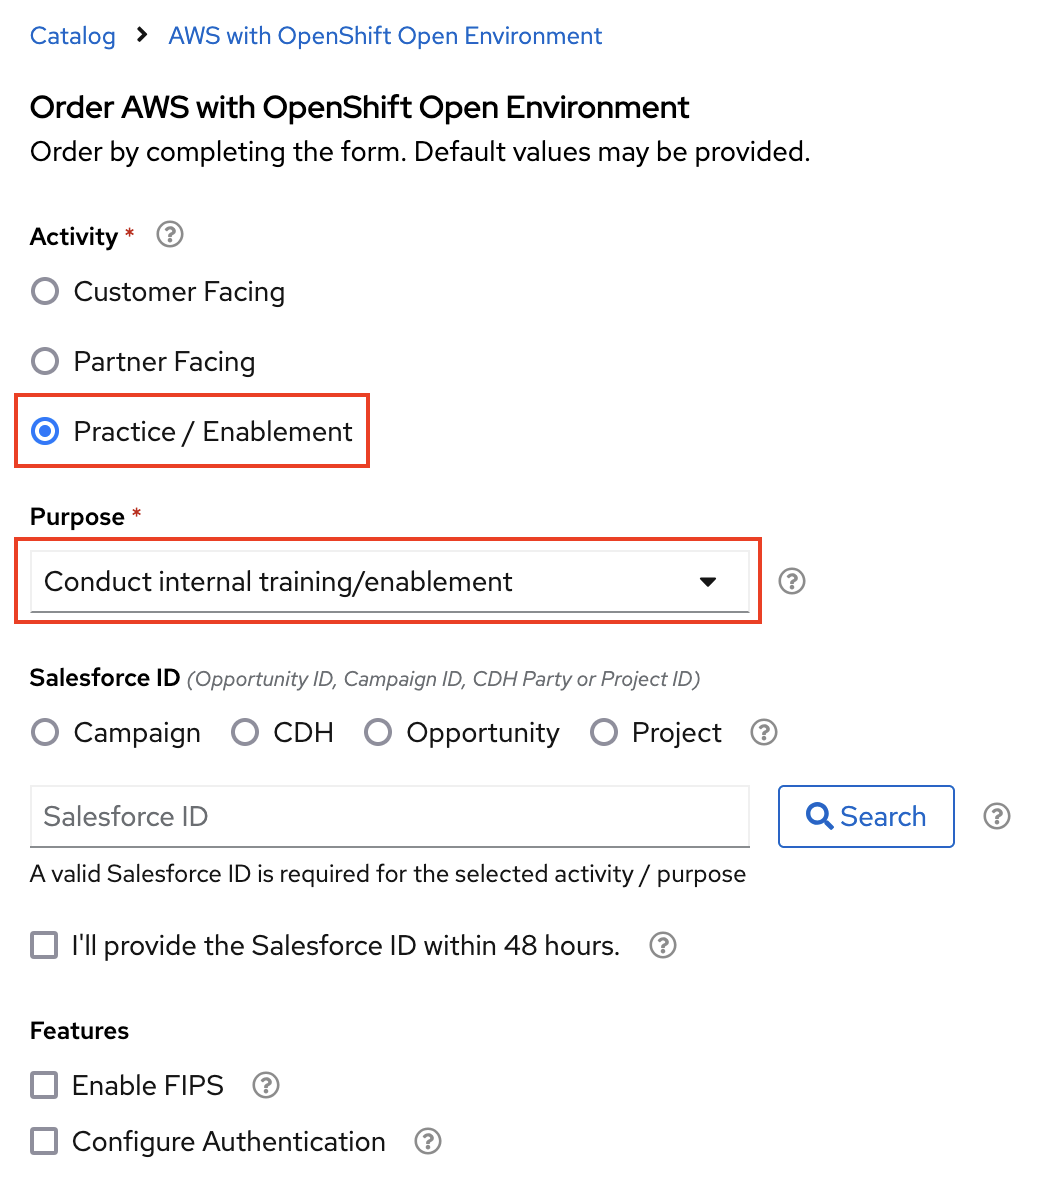 Catalog > AWS with OpenShift Open Environment
Order AWS with OpenShift Open Environment
Order by completing the form. Default values may be provided.
Activity * ?
Customer Facing
Partner Facing
Practice / Enablement
Purpose *
Conduct internal training/enablement ?
Salesforce ID (Opportunity ID, Campaign ID, CDH Party or Project ID)
Campaign CDH Opportunity Project ?
Salesforce ID Search ?
A valid Salesforce ID is required for the selected activity / purpose
I'll provide the Salesforce ID within 48 hours. ?
Features
Enable FIPS ?
Configure Authentication ?